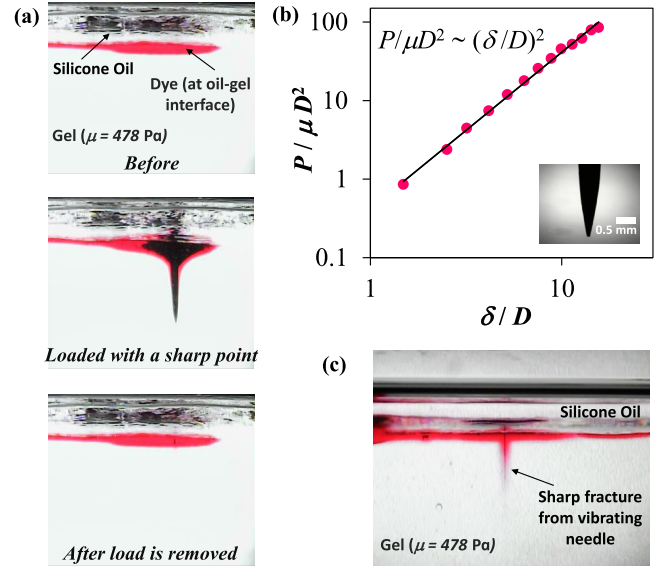 (a)
Silicone Oil
Dye (at oil-gel
interface)
Gel (μ = 478 Pa)
Before
Loaded with a sharp point
After load is removed
(b)
P/μD² ~ (δ/D)²
100
10
1
0.1
P / μD²
1
10
δ / D
0.5 mm
(c)
Silicone Oil
Sharp fracture
from vibrating
needle
Gel (μ = 478 Pa)